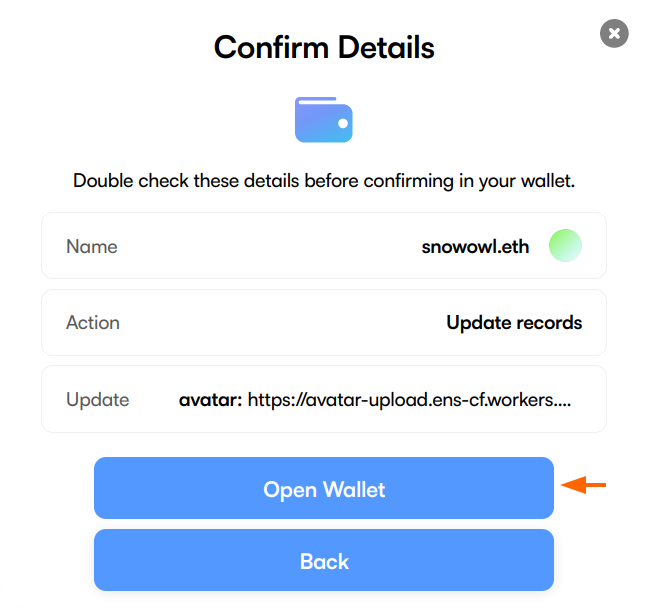 Confirm Details
Double check these details before confirming in your wallet.
Name snowowl.eth
Action Update records
Update avatar: https://avatar-upload.ens-cf.workers....
Open Wallet
Back